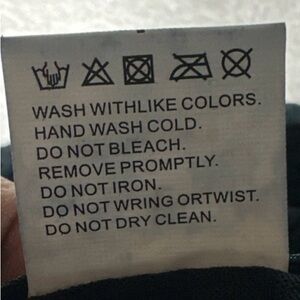 WASH WITHLIKE COLORS.
HAND WASH COLD.
DO NOT BLEACH.
REMOVE PROMPTLY.
DO NOT IRON.
DO NOT WRING ORTWIST.
DO NOT DRY CLEAN.